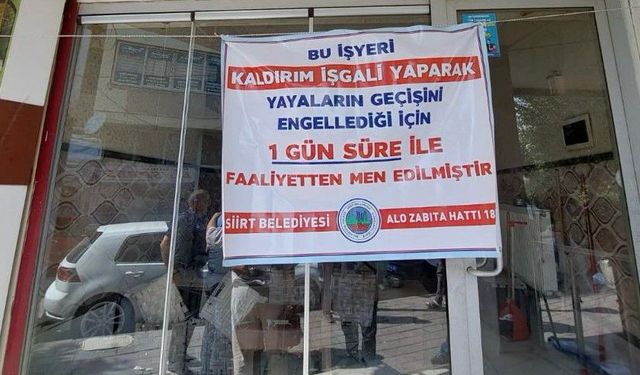 BU İŞYERİ
KALDIRIM İŞGALİ YAPARAK
YAYALARIN GEÇİŞİNİ
ENGELLEDİĞİ İÇİN
1 GÜN SÜRE İLE
FAALİYETTEN MEN EDİLMİŞTİR
SİİRT BELEDİYESİ ALO ZABITA HATTI 18